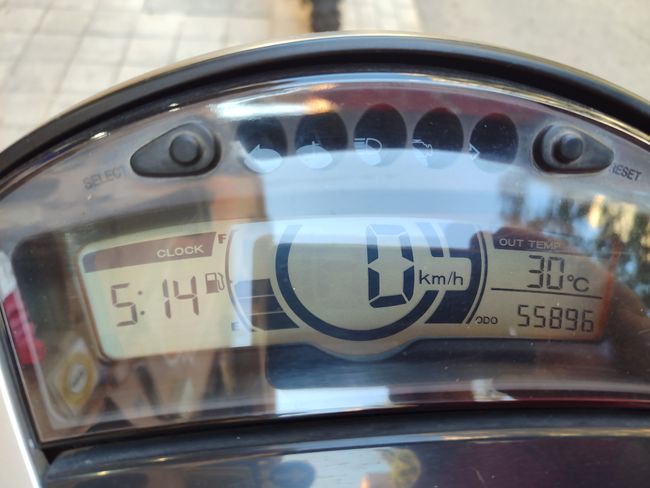 SELECT
RESET
CLOCK
F
5:14
E
0
km/h
OUT TEMP
30°C
ODO
55896